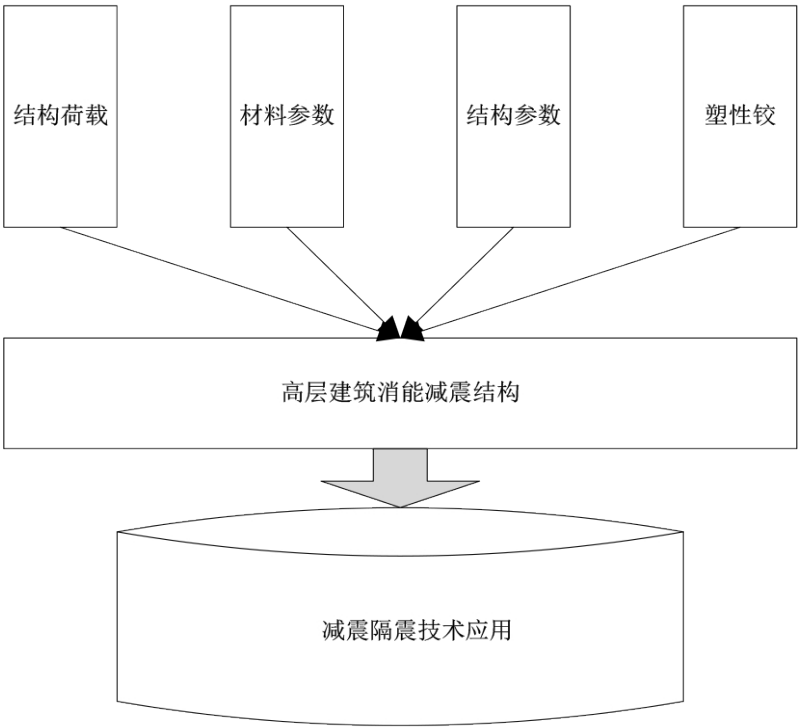 结构荷载
材料参数
结构参数
塑性铰
高层建筑消能减震结构
减震隔震技术应用